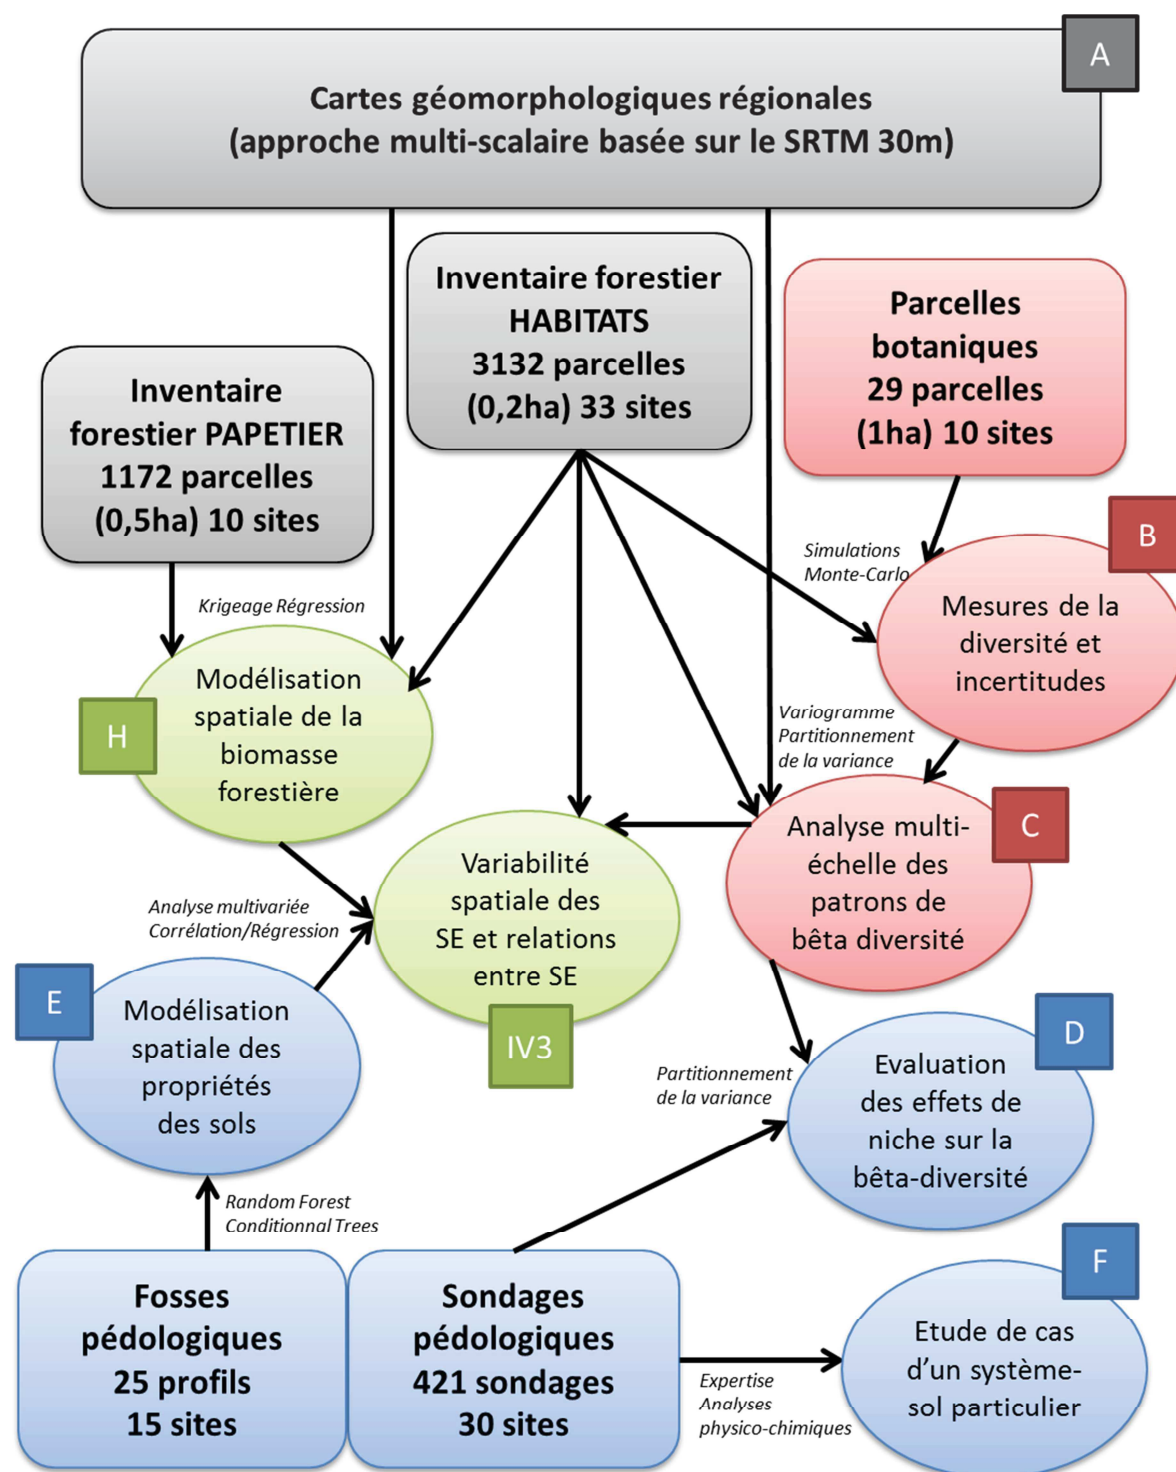 A
Cartes géomorphologiques régionales
(approche multi-scalaire basée sur le SRTM 30m)
Inventaire forestier
HABITATS
3132 parcelles
(0,2ha) 33 sites
Parcelles
botaniques
29 parcelles
(1ha) 10 sites
Inventaire
forestier PAPETIER
1172 parcelles
(0,5ha) 10 sites
B
Simulations
Monte-Carlo
Mesures de la
diversité et
incertitudes
Krigeage Régression
H
Modélisation
spatiale de la
biomasse
forestière
Variogramme
Partitionnement
de la variance
C
Analyse multi-
échelle des
patrons de
bêta diversité
Variabilité
spatiale des
SE et relations
entre SE
IV3
Analyse multivariée
Corrélation/Régression
E
Modélisation
spatiale des
propriétés
des sols
D
Partitionnement
de la variance
Evaluation
des effets de
niche sur la
bêta-diversité
Random Forest
Conditionnal Trees
Fosses
pédologiques
25 profils
15 sites
Sondages
pédologiques
421 sondages
30 sites
F
Expertise
Analyses
physico-chimiques
Etude de cas
d'un système-
sol particulier